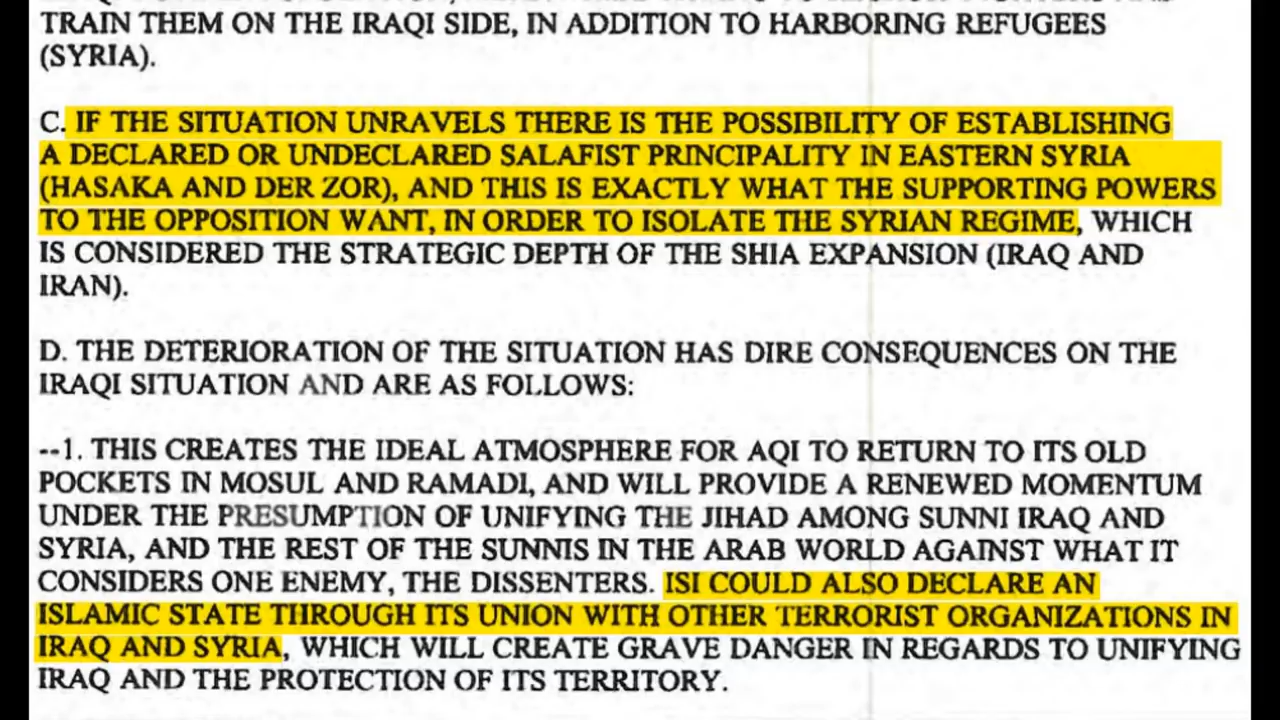 TRAIN THEM ON THE IRAQI SIDE, IN ADDITION TO HARBORING REFUGEES
(SYRIA).
C. IF THE SITUATION UNRAVELS THERE IS THE POSSIBILITY OF ESTABLISHING
A DECLARED OR UNDECLARED SALAFIST PRINCIPALITY IN EASTERN SYRIA
(HASAKA AND DER ZOR), AND THIS IS EXACTLY WHAT THE SUPPORTING POWERS
TO THE OPPOSITION WANT, IN ORDER TO ISOLATE THE SYRIAN REGIME, WHICH
IS CONSIDERED THE STRATEGIC DEPTH OF THE SHIA EXPANSION (IRAQ AND
IRAN).
D. THE DETERIORATION OF THE SITUATION HAS DIRE CONSEQUENCES ON THE
IRAQI SITUATION AND ARE AS FOLLOWS:
--1. THIS CREATES THE IDEAL ATMOSPHERE FOR AQI TO RETURN TO ITS OLD
POCKETS IN MOSUL AND RAMADI, AND WILL PROVIDE A RENEWED MOMENTUM
UNDER THE PRESUMPTION OF UNIFYING THE JIHAD AMONG SUNNI IRAQ AND
SYRIA, AND THE REST OF THE SUNNIS IN THE ARAB WORLD AGAINST WHAT IT
CONSIDERS ONE ENEMY, THE DISSENTERS. ISI COULD ALSO DECLARE AN
ISLAMIC STATE THROUGH ITS UNION WITH OTHER TERRORIST ORGANIZATIONS IN
IRAQ AND SYRIA, WHICH WILL CREATE GRAVE DANGER IN REGARDS TO UNIFYING
IRAQ AND THE PROTECTION OF ITS TERRITORY.